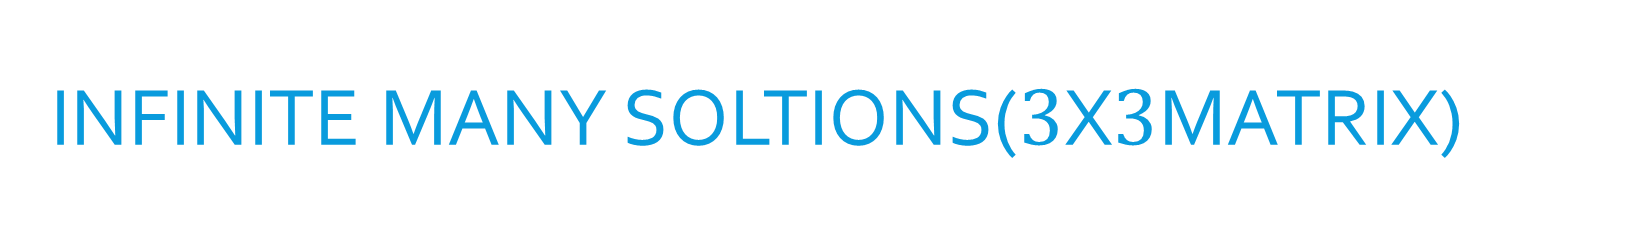 INFINITE MANY SOLTIONS(3X3MATRIX)